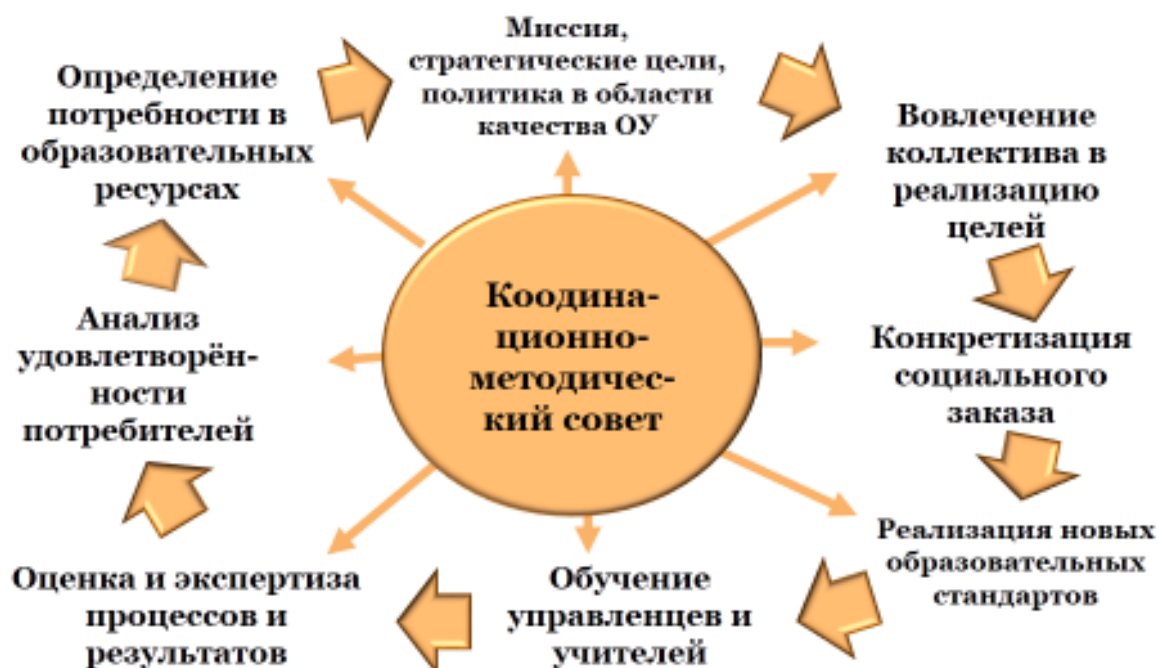 Миссия,
стратегические цели,
политика в области
качества ОУ
Вовлечение
коллектива в
реализацию
целей
Конкретизация
социального
заказа
Реализация новых
образовательных
стандартов
Обучение
управленцев и
учителей
Оценка и экспертиза
процессов и
результатов
Анализ
удовлетворён-
ности
потребителей
Определение
потребности в
образовательных
ресурсах
Коодина-
ционно-
методичес-
кий совет